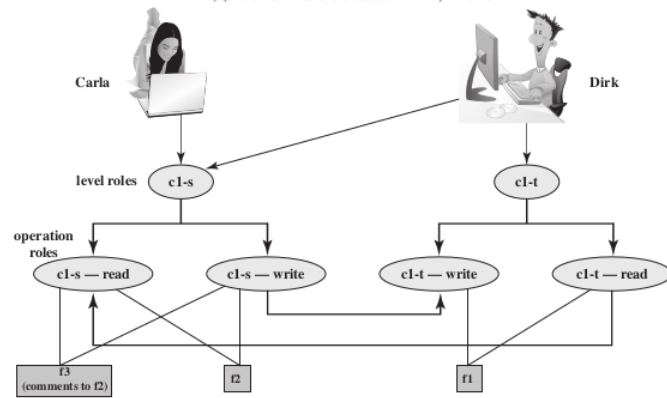 Carla
Dirk
level roles
c1-s
c1-t
operation
roles
c1-s — read
c1-s — write
c1-t — write
c1-t — read
f3
(comments to f2)
f2
f1